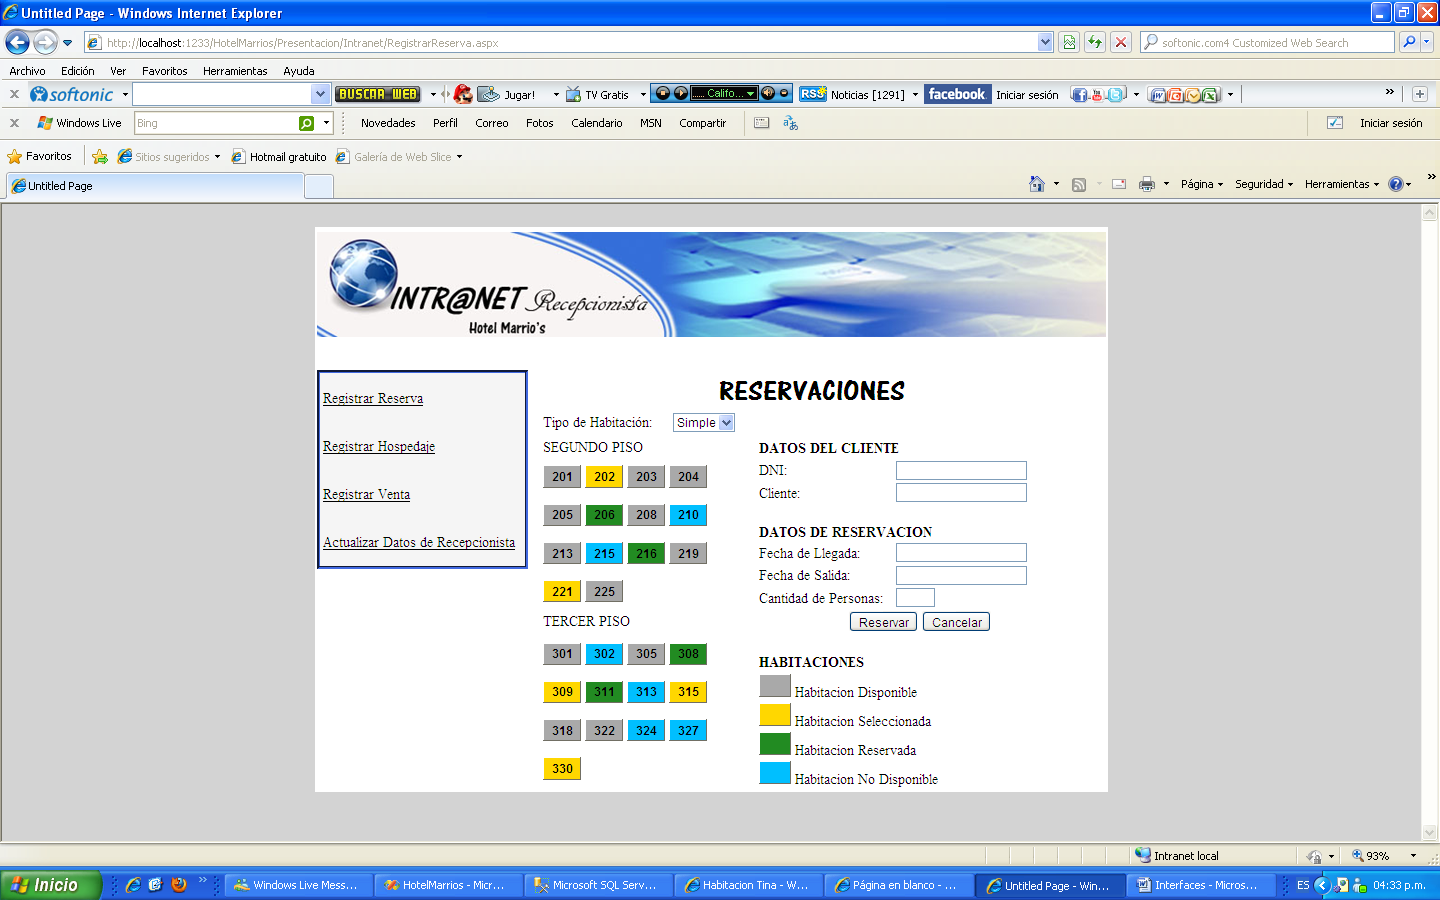 Untitled Page - Windows Internet Explorer
http://localhost:1233/HotelMarrios/Presentacion/Intranet/RegistrarReserva.aspx
softonic.com4 Customized Web Search
Archivo Edición Ver Favoritos Herramientas Ayuda
softonic BUSCAR WEB Jugar! TV Gratis ..... Califo... RSS Noticias [1291] facebook Iniciar sesión
Windows Live Bing Novedades Perfil Correo Fotos Calendario MSN Compartir Iniciar sesión
Favoritos Sitios sugeridos Hotmail gratuito Galería de Web Slice
Untitled Page Página Seguridad Herramientas
INTR@NET Recepcionista
Hotel Marrio's
Registrar Reserva
Registrar Hospedaje
Registrar Venta
Actualizar Datos de Recepcionista
RESERVACIONES
Tipo de Habitación: Simple
SEGUNDO PISO
201 202 203 204
205 206 208 210
213 215 216 219
221 225
TERCER PISO
301 302 305 308
309 311 313 315
318 322 324 327
330
DATOS DEL CLIENTE
DNI:
Cliente:
DATOS DE RESERVACION
Fecha de Llegada:
Fecha de Salida:
Cantidad de Personas:
Reservar Cancelar
HABITACIONES
Habitacion Disponible
Habitacion Seleccionada
Habitacion Reservada
Habitacion No Disponible
Intranet local 93%
Inicio Windows Live Mess... HotelMarrios - Micr... Microsoft SQL Serv... Habitacion Tina - W... Página en blanco - ... Untitled Page - Win... Interfaces - Micros... ES 04:33 p.m.